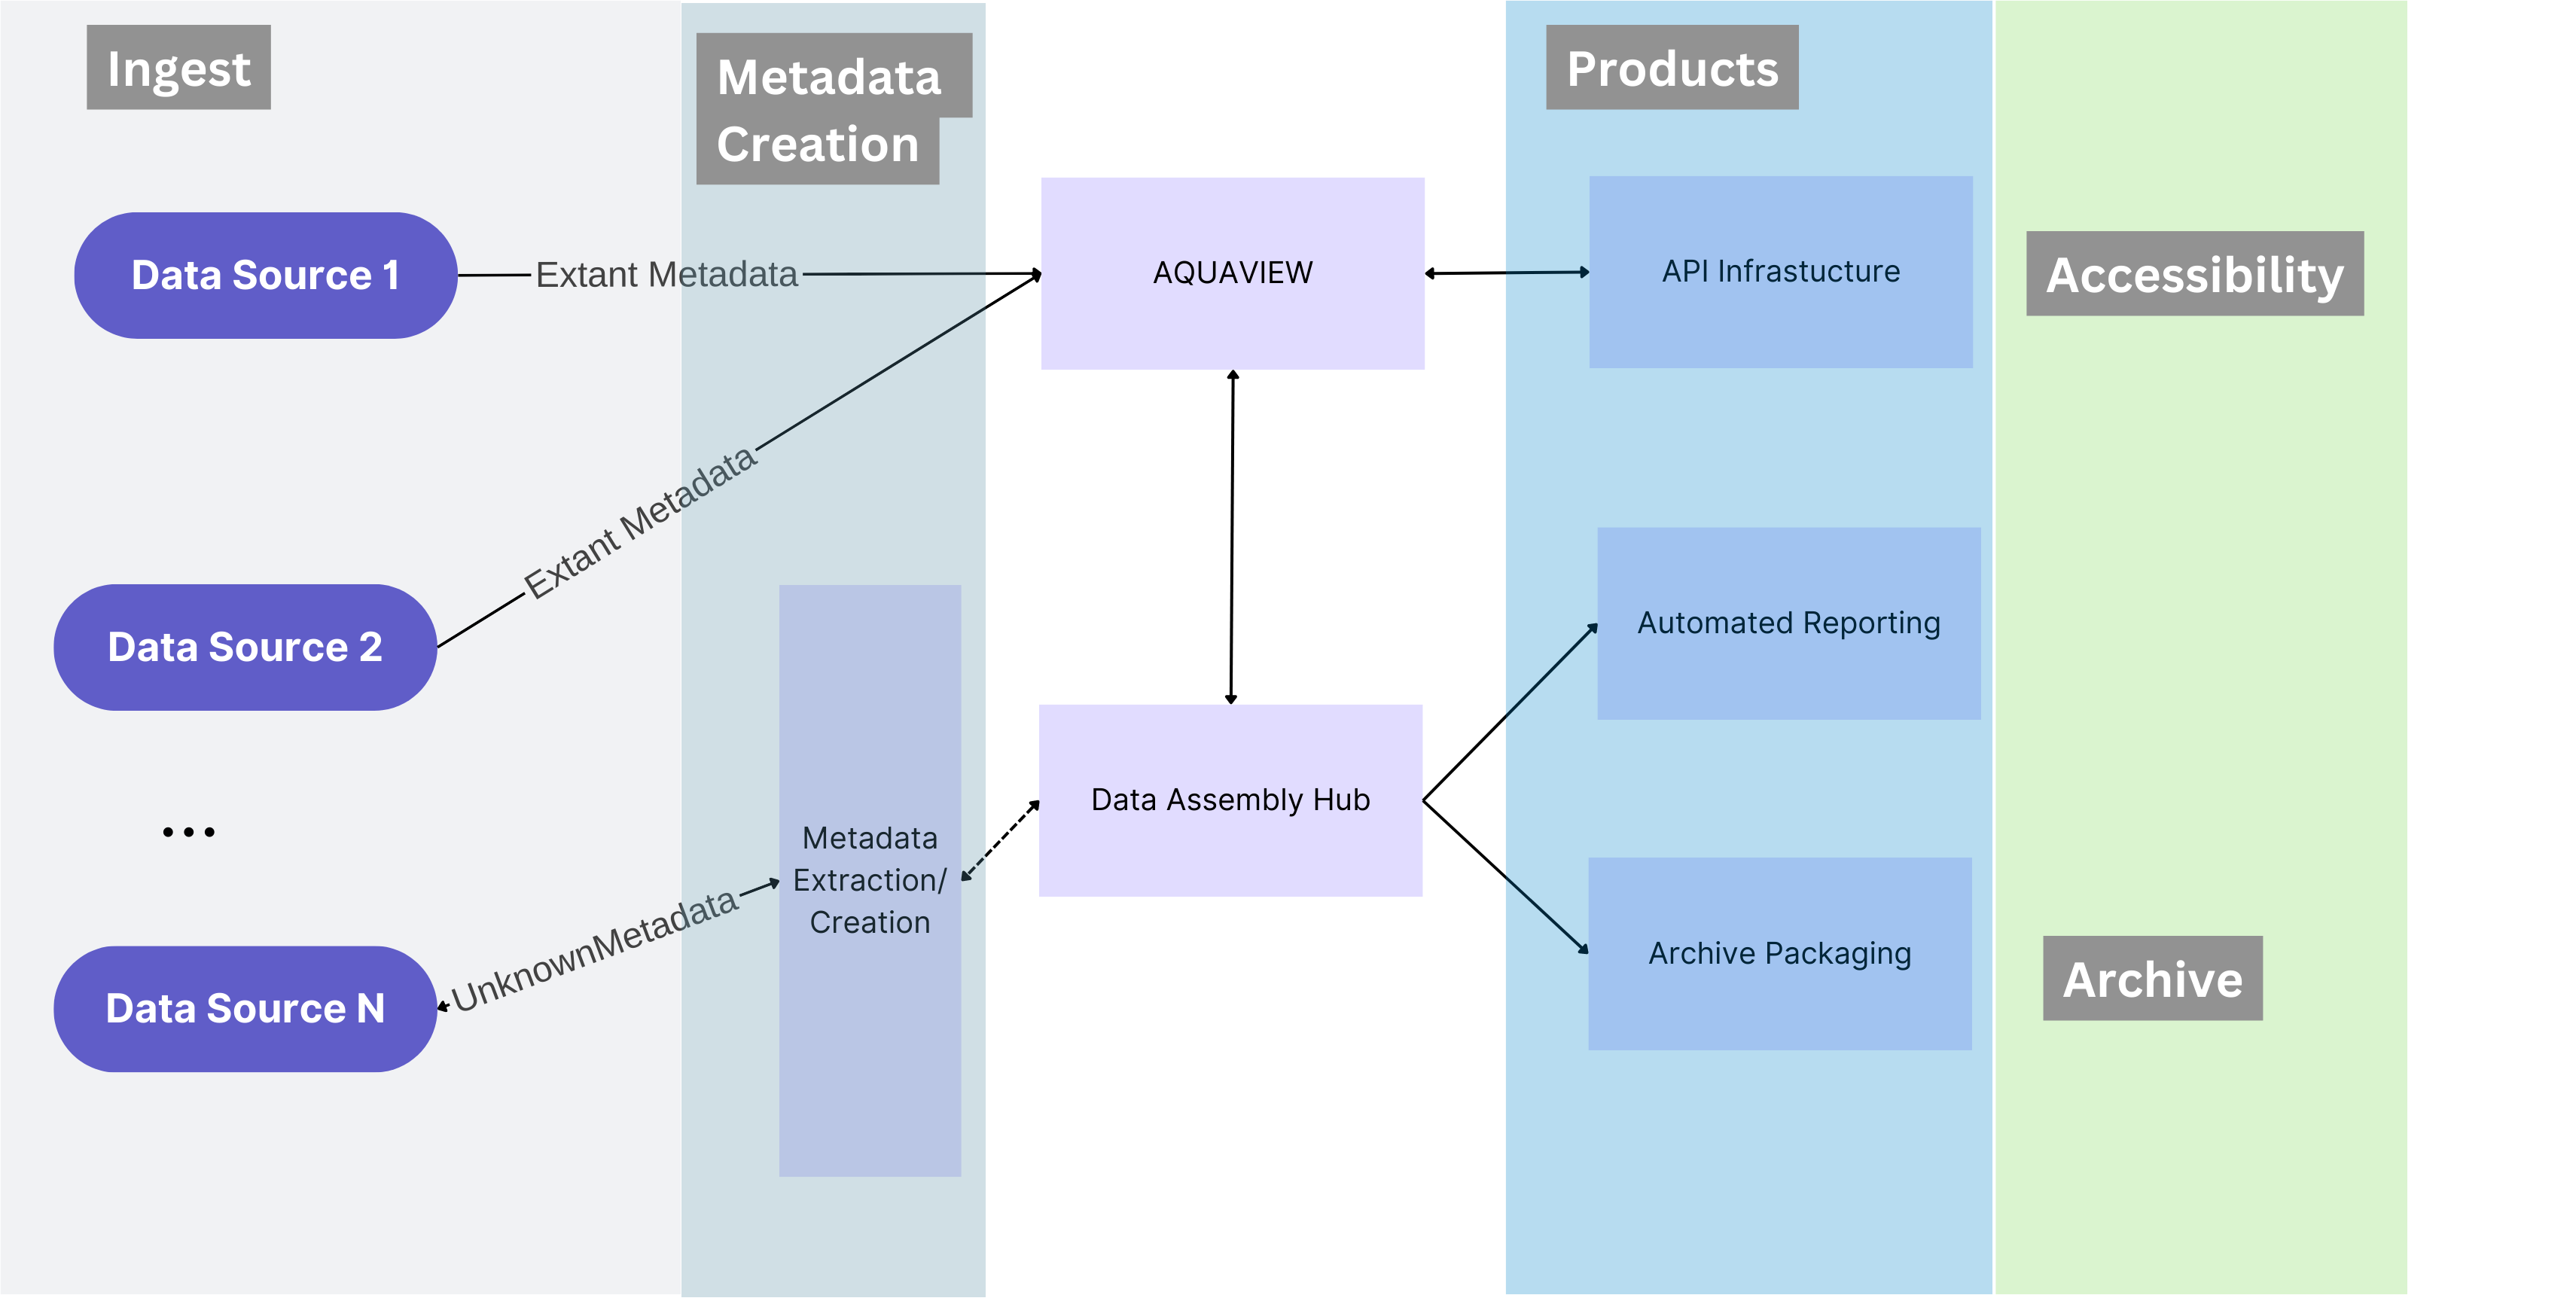 Ingest
Metadata
Creation
Products
Data Source 1
Extant Metadata
AQUAVIEW
API Infrastucture
Accessibility
Extant Metadata
Data Source 2
Automated Reporting
...
Metadata
Extraction/
Creation
Data Assembly Hub
UnknownMetadata
Data Source N
Archive Packaging
Archive